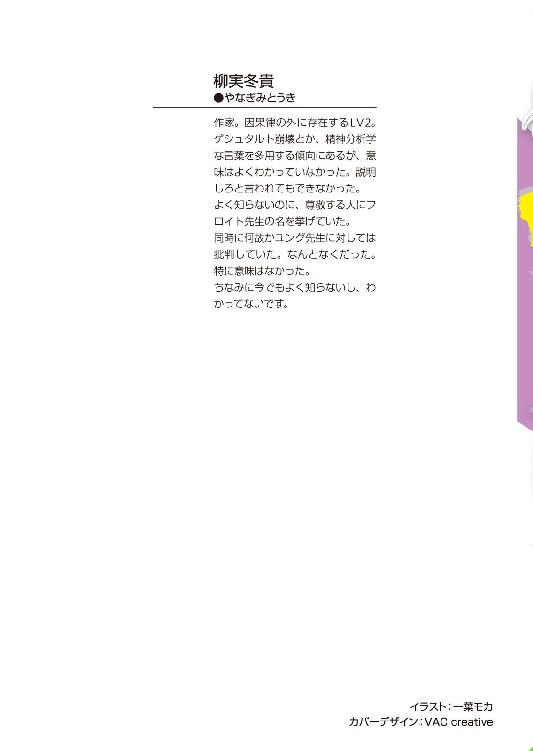 柳実冬貴
●やなぎみとうき
作家。因果律の外に存在するLV2。
ゲシュタルト崩壊とか、精神分析学
な言葉を多用する傾向にあるが、意
味はよくわかっていなかった。説明
しろと言われてもできなかった。
よく知らないのに、尊敬する人にフ
ロイト先生の名を挙げていた。
同時に何故かユング先生に対しては
批判していた。なんとなくだった。
特に意味はなかった。
ちなみに今でもよく知らないし、わ
かってないです。
イラスト:一葉モカ
カバーデザイン:VAC creative